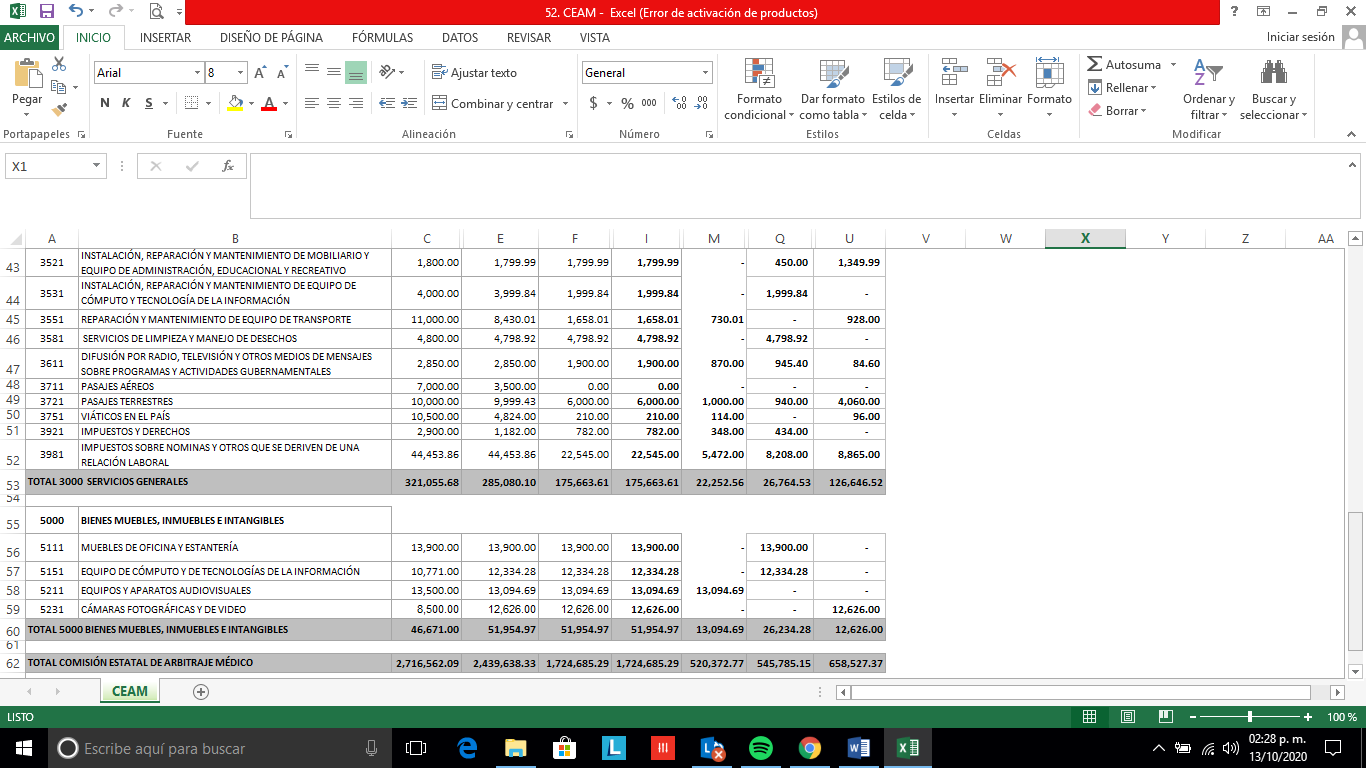 52. CEAM - Excel (Error de activación de productos)
ARCHIVO INICIO INSERTAR DISEÑO DE PÁGINA FÓRMULAS DATOS REVISAR VISTA Iniciar sesión
Pegar
Arial 8
N K S
Ajustar texto
Combinar y centrar
General
$ % 000
Formato condicional
Dar formato como tabla
Estilos de celda
Insertar Eliminar Formato
Autosuma
Rellenar
Borrar
Ordenar y filtrar
Buscar y seleccionar
Portapapeles Fuente Alineación Número Estilos Celdas Modificar
X1 fx
A B C E F I M Q U V W X Y Z AA
43 3521 INSTALACIÓN, REPARACIÓN Y MANTENIMIENTO DE MOBILIARIO Y
EQUIPO DE ADMINISTRACIÓN, EDUCACIONAL Y RECREATIVO 1,800.00 1,799.99 1,799.99 1,799.99 - 450.00 1,349.99
44 3531 INSTALACIÓN, REPARACIÓN Y MANTENIMIENTO DE EQUIPO DE
CÓMPUTO Y TECNOLOGÍA DE LA INFORMACIÓN 4,000.00 3,999.84 1,999.84 1,999.84 - 1,999.84 -
45 3551 REPARACIÓN Y MANTENIMIENTO DE EQUIPO DE TRANSPORTE 11,000.00 8,430.01 1,658.01 1,658.01 730.01 - 928.00
46 3581 SERVICIOS DE LIMPIEZA Y MANEJO DE DESECHOS 4,800.00 4,798.92 4,798.92 4,798.92 - 4,798.92 -
47 3611 DIFUSIÓN POR RADIO, TELEVISIÓN Y OTROS MEDIOS DE MENSAJES
SOBRE PROGRAMAS Y ACTIVIDADES GUBERNAMENTALES 2,850.00 2,850.00 1,900.00 1,900.00 870.00 945.40 84.60
48 3711 PASAJES AÉREOS 7,000.00 3,500.00 0.00 0.00 - - -
49 3721 PASAJES TERRESTRES 10,000.00 9,999.43 6,000.00 6,000.00 1,000.00 940.00 4,060.00
50 3751 VIÁTICOS EN EL PAÍS 10,500.00 4,824.00 210.00 210.00 114.00 - 96.00
51 3921 IMPUESTOS Y DERECHOS 2,900.00 1,182.00 782.00 782.00 348.00 434.00 -
52 3981 IMPUESTOS SOBRE NOMINAS Y OTROS QUE SE DERIVEN DE UNA
RELACIÓN LABORAL 44,453.86 44,453.86 22,545.00 22,545.00 5,472.00 8,208.00 8,865.00
53 TOTAL 3000 SERVICIOS GENERALES 321,055.68 285,080.10 175,663.61 175,663.61 22,252.56 26,764.53 126,646.52
54
55 5000 BIENES MUEBLES, INMUEBLES E INTANGIBLES
56 5111 MUEBLES DE OFICINA Y ESTANTERÍA 13,900.00 13,900.00 13,900.00 13,900.00 - 13,900.00 -
57 5151 EQUIPO DE CÓMPUTO Y DE TECNOLOGÍAS DE LA INFORMACIÓN 10,771.00 12,334.28 12,334.28 12,334.28 - 12,334.28 -
58 5211 EQUIPOS Y APARATOS AUDIOVISUALES 13,500.00 13,094.69 13,094.69 13,094.69 13,094.69 - -
59 5231 CÁMARAS FOTOGRÁFICAS Y DE VIDEO 8,500.00 12,626.00 12,626.00 12,626.00 - - 12,626.00
60 TOTAL 5000 BIENES MUEBLES, INMUEBLES E INTANGIBLES 46,671.00 51,954.97 51,954.97 51,954.97 13,094.69 26,234.28 12,626.00
61
62 TOTAL COMISIÓN ESTATAL DE ARBITRAJE MÉDICO 2,716,562.09 2,439,638.33 1,724,685.29 1,724,685.29 520,372.77 545,785.15 658,527.37
CEAM
LISTO 100 %
Escribe aquí para buscar
02:28 p. m.
13/10/2020